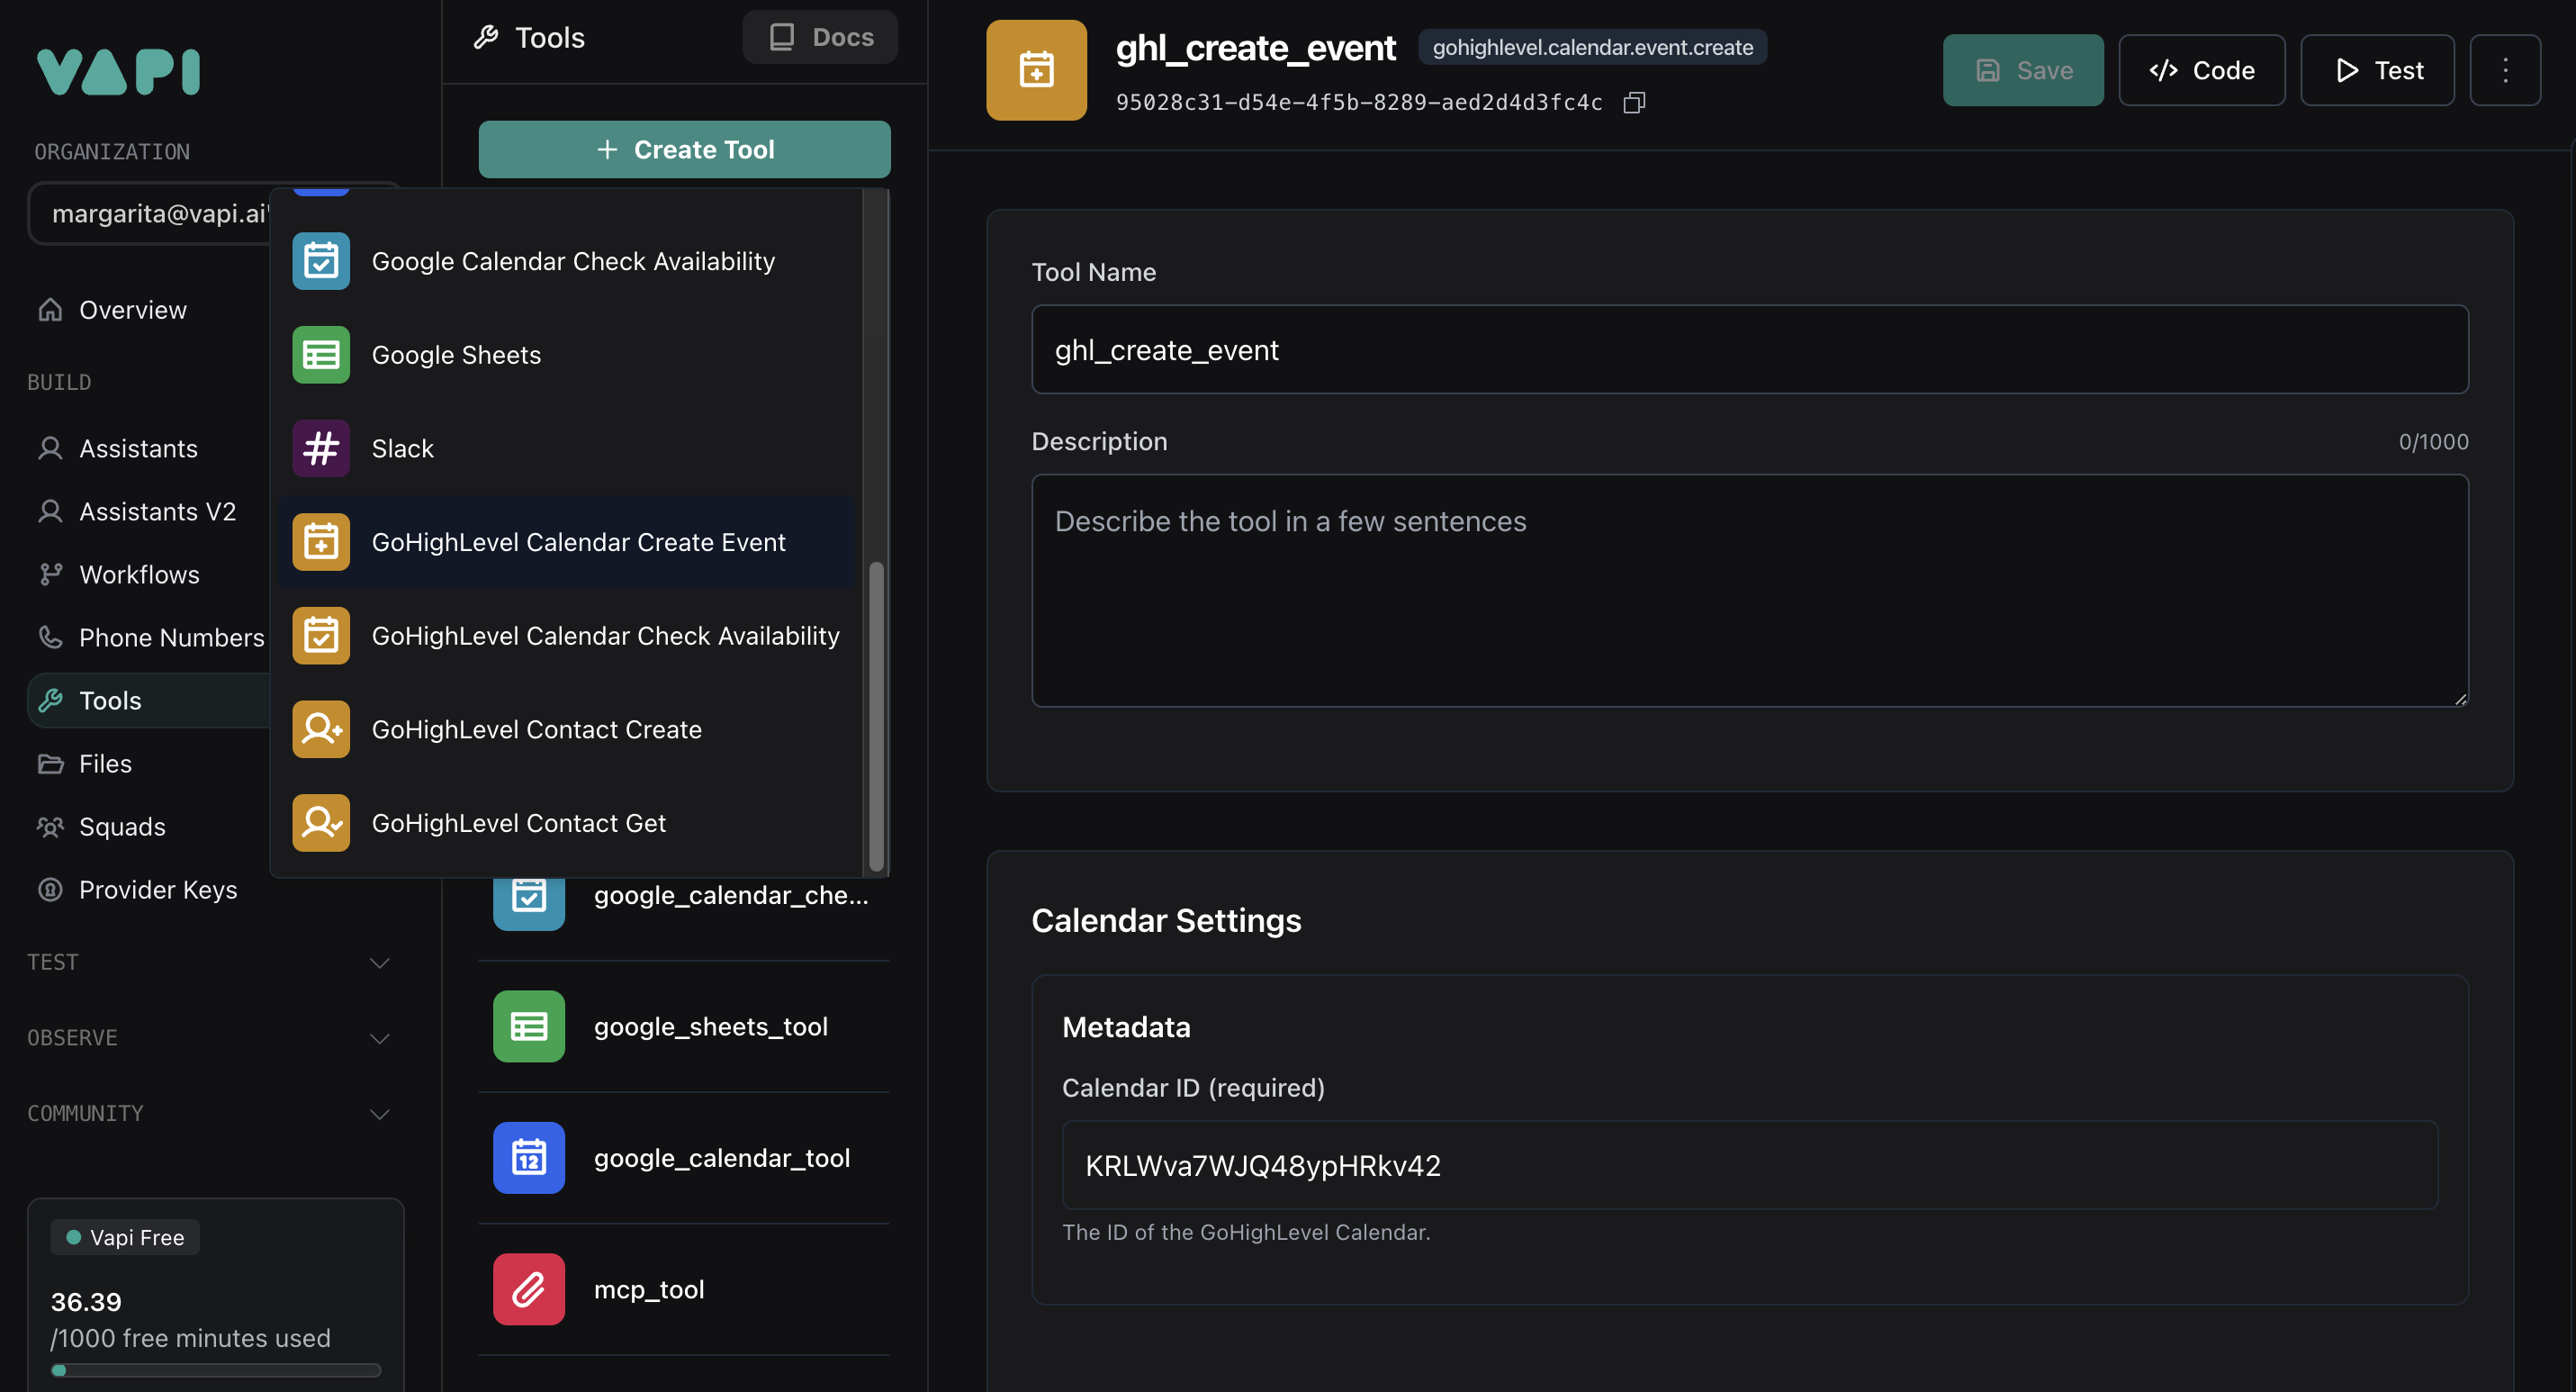 VAPI
ORGANIZATION
margarita@vapi.ai'
Overview
BUILD
Assistants
Assistants V2
Workflows
Phone Numbers
Tools
Files
Squads
Provider Keys
TEST
OBSERVE
COMMUNITY
Vapi Free
36.39
/1000 free minutes used
Tools
Docs
Create Tool
Google Calendar Check Availability
Google Sheets
Slack
GoHighLevel Calendar Create Event
GoHighLevel Calendar Check Availability
GoHighLevel Contact Create
GoHighLevel Contact Get
google_calendar_che...
google_sheets_tool
12
google_calendar_tool
mcp_tool
ghl_create_event
gohighlevel.calendar.event.create
95028c31-d54e-4f5b-8289-aed2d4d3fc4c
Save
</> Code
Test
Tool Name
ghl_create_event
Description
0/1000
Describe the tool in a few sentences
Calendar Settings
Metadata
Calendar ID (required)
KRLWva7WJQ48ypHRkv42
The ID of the GoHighLevel Calendar.